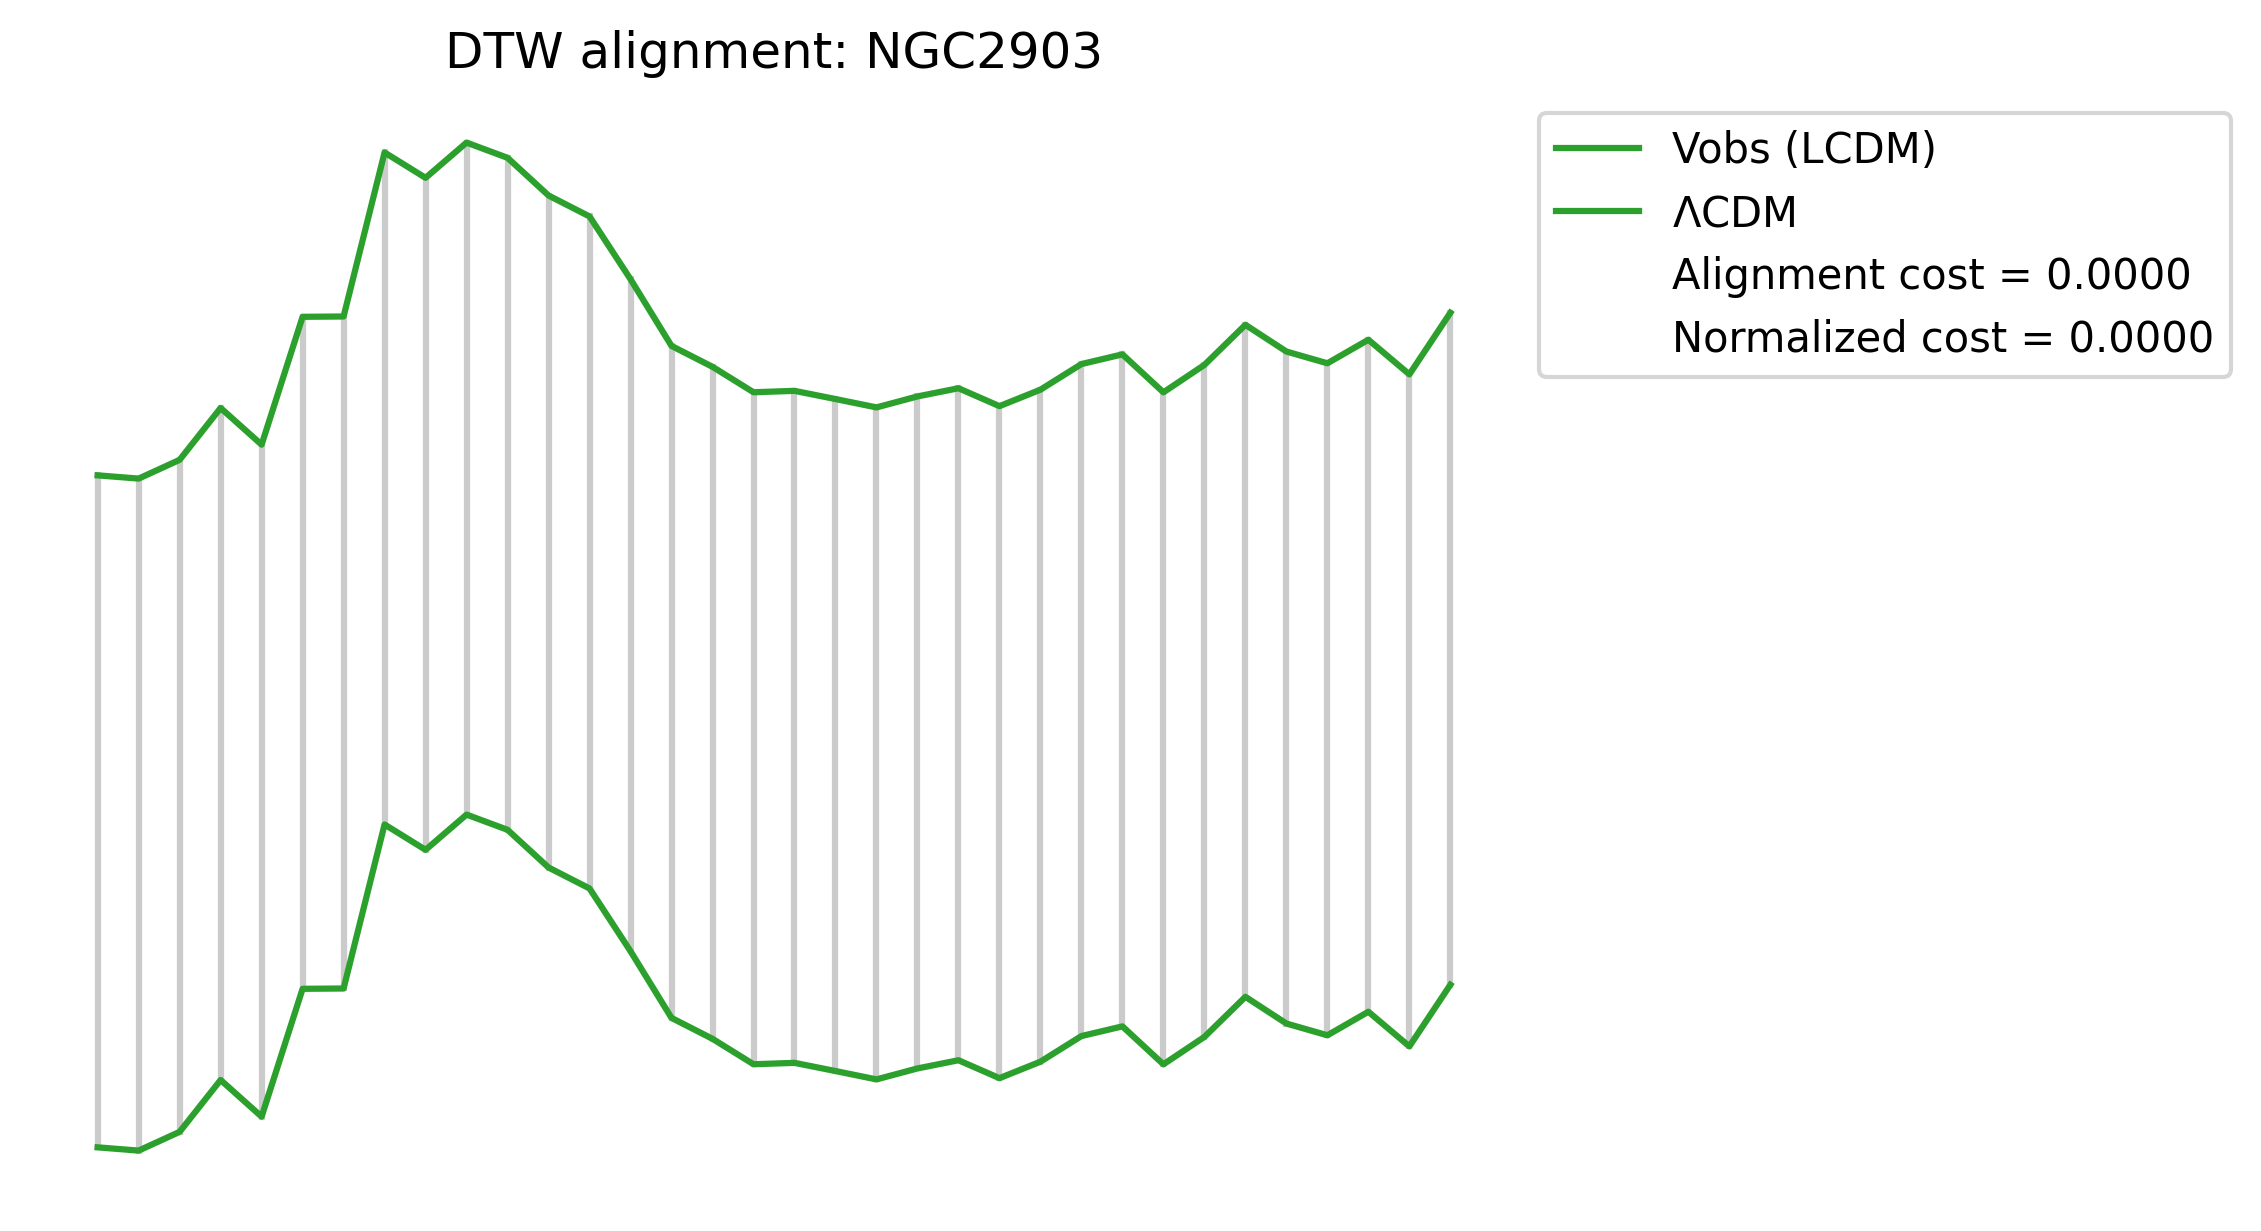 DTW alignment: NGC2903
Vobs (LCDM)
ΛCDM
Alignment cost = 0.0000
Normalized cost = 0.0000